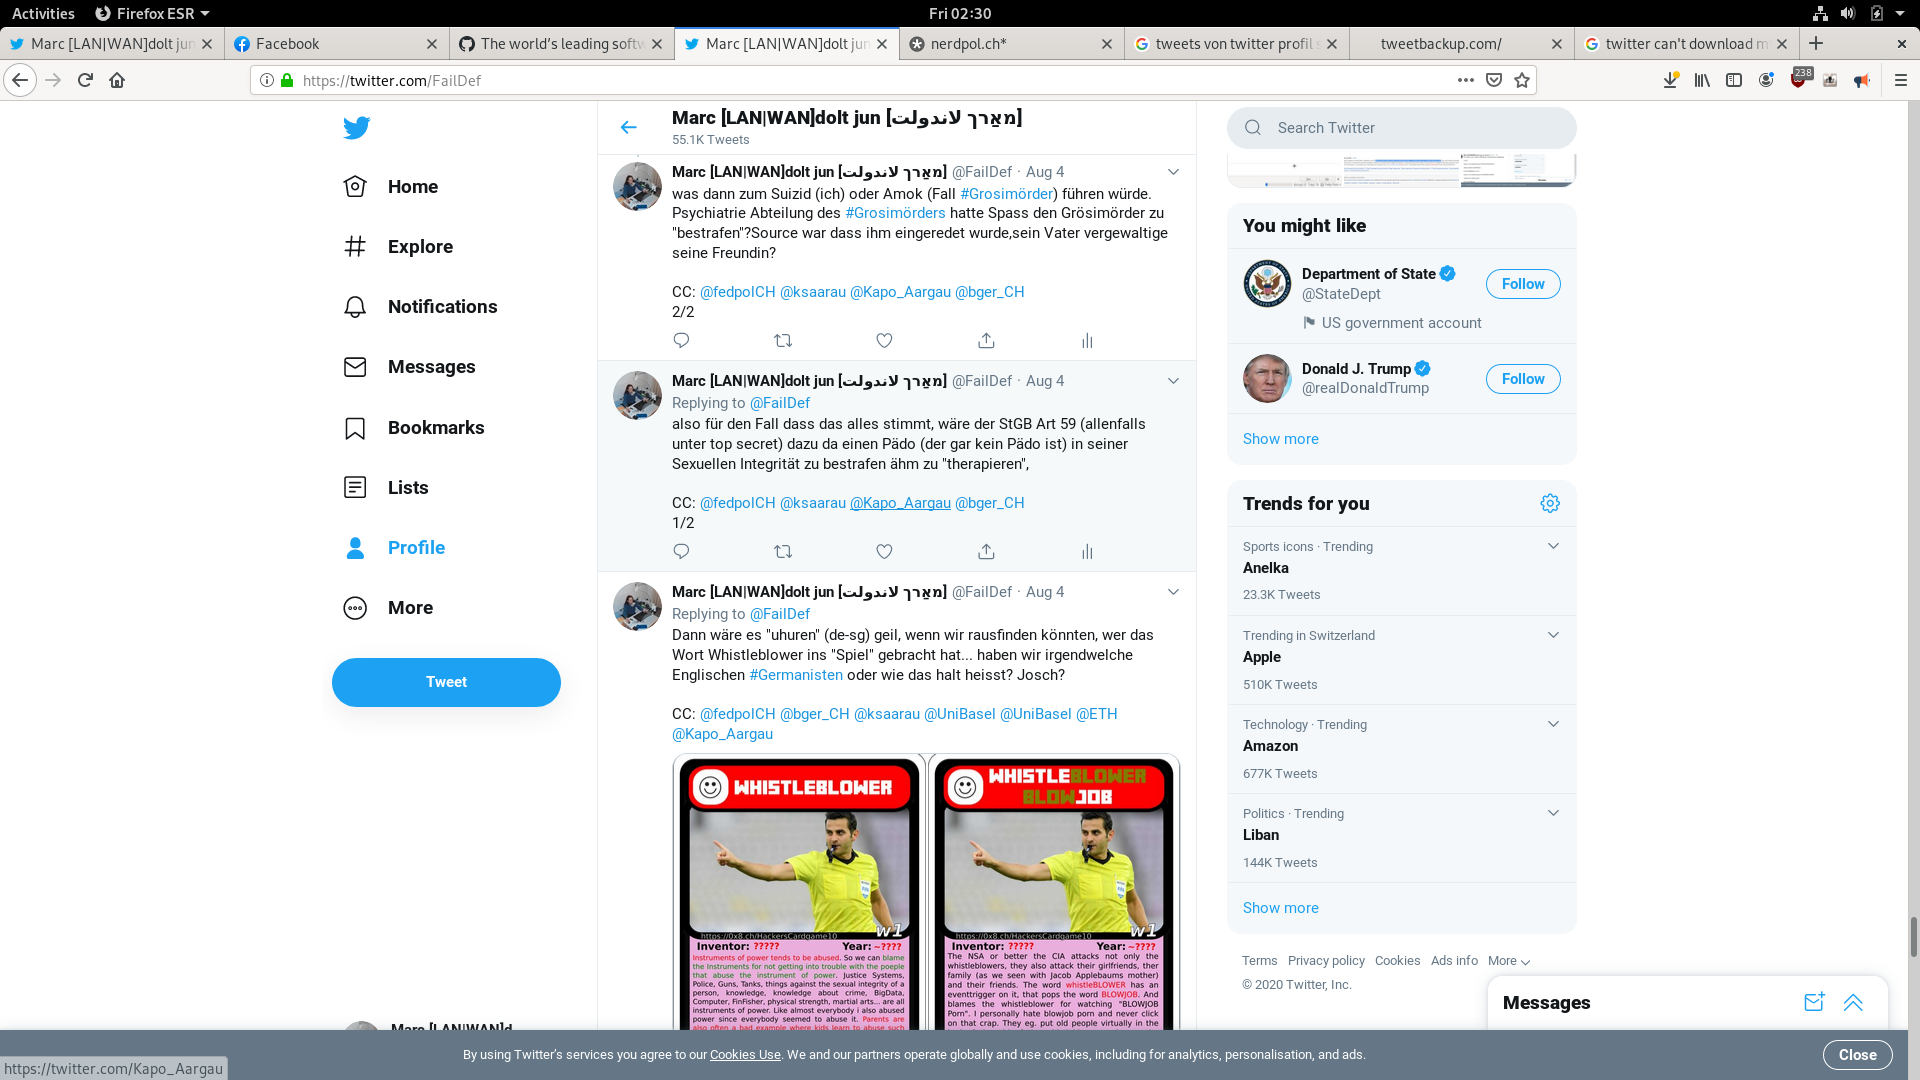 Activities Firefox ESR Fri 02:30
Marc [LAN|WAN]dolt jun Facebook The world's leading softw Marc [LAN|WAN]dolt jun nerdpol.ch* tweets von twitter profil s tweetbackup.com/ twitter can't download m
https://twitter.com/FailDef 238
Home
Explore
Notifications
Messages
Bookmarks
Lists
Profile
More
Tweet
Marc [LAN|WAN]d
Marc [LAN|WAN]dolt jun [מאַרך לאנדולת]
55.1K Tweets
Marc [LAN|WAN]dolt jun [מאַרך לאנדולת] @FailDef · Aug 4
was dann zum Suizid (ich) oder Amok (Fall #Grosimörder) führen würde.
Psychiatrie Abteilung des #Grosimörders hatte Spass den Grösimörder zu
"bestrafen"?Source war dass ihm eingeredet wurde,sein Vater vergewaltige
seine Freundin?
CC: @fedpolCH @ksaarau @Kapo_Aargau @bger_CH
2/2
Marc [LAN|WAN]dolt jun [מאַרך לאנדולת] @FailDef · Aug 4
Replying to @FailDef
also für den Fall dass das alles stimmt, wäre der StGB Art 59 (allenfalls
unter top secret) dazu da einen Pädo (der gar kein Pädo ist) in seiner
Sexuellen Integrität zu bestrafen ähm zu "therapieren",
CC: @fedpolCH @ksaarau @Kapo_Aargau @bger_CH
1/2
Marc [LAN|WAN]dolt jun [מאַרך לאנדולת] @FailDef · Aug 4
Replying to @FailDef
Dann wäre es "uhuren" (de-sg) geil, wenn wir rausfinden könnten, wer das
Wort Whistleblower ins "Spiel" gebracht hat... haben wir irgendwelche
Englischen #Germanisten oder wie das halt heisst? Josch?
CC: @fedpolCH @bger_CH @ksaarau @UniBasel @UniBasel @ETH
@Kapo_Aargau
WHISTLEBLOWER
https://0x8.ch/HackersCardgame10
w1
Inventor: ????? Year: ~????
Instruments of power tends to be abused. So we can blame
the Instruments for not getting into trouble with the poeple
that abuse the instrument of power. Justice Systems,
Police, Guns, Tanks, things against the sexual integrity of a
person, knowledge, knowledge about crime, BigData,
Computer, FinFisher, physical strength, martial arts... are all
instruments of power. Like almost everybody i also abused
power since everybody seemed to abuse it. Parents are
also often a bad example where kids learn to abuse such
WHISTLEBLOWER
BLOWJOB
https://0x8.ch/HackersCardgame10
w1
Inventor: ????? Year: ~????
The NSA or better the CIA attacks not only the
whistleblowers, they also attack their girlfriends, ther
family (as we seen with Jacob Applebaums mother)
and their friends. The word whistleBLOWER has an
eventtrigger on it, that pops the word BLOWJOB. And
blames the whistleblower for watching "BLOWJOB
Porn". I personally hate blowjob porn and never click
on that crap. They eg. put old people virtually in the
Search Twitter
You might like
Department of State
@StateDept
US government account
Follow
Donald J. Trump
@realDonaldTrump
Follow
Show more
Trends for you
Sports icons · Trending
Anelka
23.3K Tweets
Trending in Switzerland
Apple
510K Tweets
Technology · Trending
Amazon
677K Tweets
Politics · Trending
Liban
144K Tweets
Show more
Terms Privacy policy Cookies Ads info More
© 2020 Twitter, Inc.
Messages
By using Twitter's services you agree to our Cookies Use. We and our partners operate globally and use cookies, including for analytics, personalisation, and ads.
Close
https://twitter.com/Kapo_Aargau